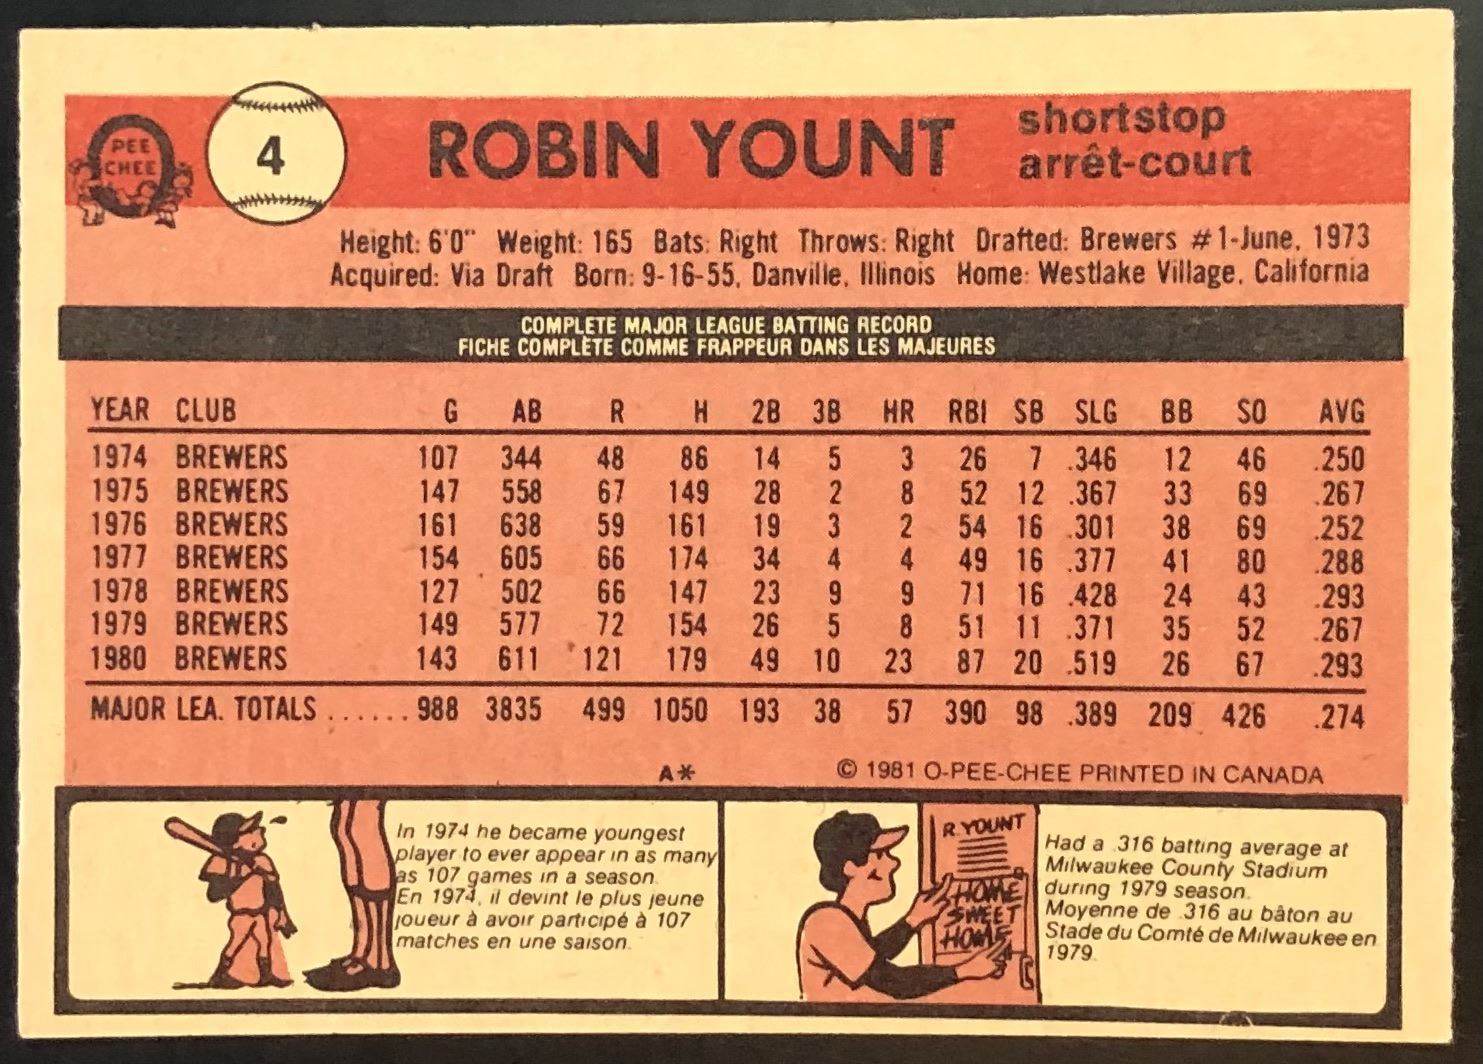 PEE
CHEE
4
ROBIN YOUNT
shortstop
arrêt-court
Height: 6'0" Weight: 165 Bats: Right Throws: Right Drafted: Brewers #1-June, 1973
Acquired: Via Draft Born: 9-16-55, Danville, Illinois Home: Westlake Village, California
COMPLETE MAJOR LEAGUE BATTING RECORD
FICHE COMPLÈTE COMME FRAPPEUR DANS LES MAJEURES
YEAR CLUB G AB R H 2B 3B HR RBI SB SLG BB SO AVG
1974 BREWERS 107 344 48 86 14 5 3 26 7 .346 12 46 .250
1975 BREWERS 147 558 67 149 28 2 8 52 12 .367 33 69 .267
1976 BREWERS 161 638 59 161 19 3 2 54 16 .301 38 69 .252
1977 BREWERS 154 605 66 174 34 4 4 49 16 .377 41 80 .288
1978 BREWERS 127 502 66 147 23 9 9 71 16 .428 24 43 .293
1979 BREWERS 149 577 72 154 26 5 8 51 11 .371 35 52 .267
1980 BREWERS 143 611 121 179 49 10 23 87 20 .519 26 67 .293
MAJOR LEA. TOTALS ...... 988 3835 499 1050 193 38 57 390 98 .389 209 426 .274
A* © 1981 O-PEE-CHEE PRINTED IN CANADA
In 1974 he became youngest
player to ever appear in as many
as 107 games in a season.
En 1974, il devint le plus jeune
joueur à avoir participé à 107
matches en une saison.
R. YOUNT
HOME
SWEET
HOME
Had a .316 batting average at
Milwaukee County Stadium
during 1979 season.
Moyenne de .316 au bâton au
Stade du Comté de Milwaukee en
1979.